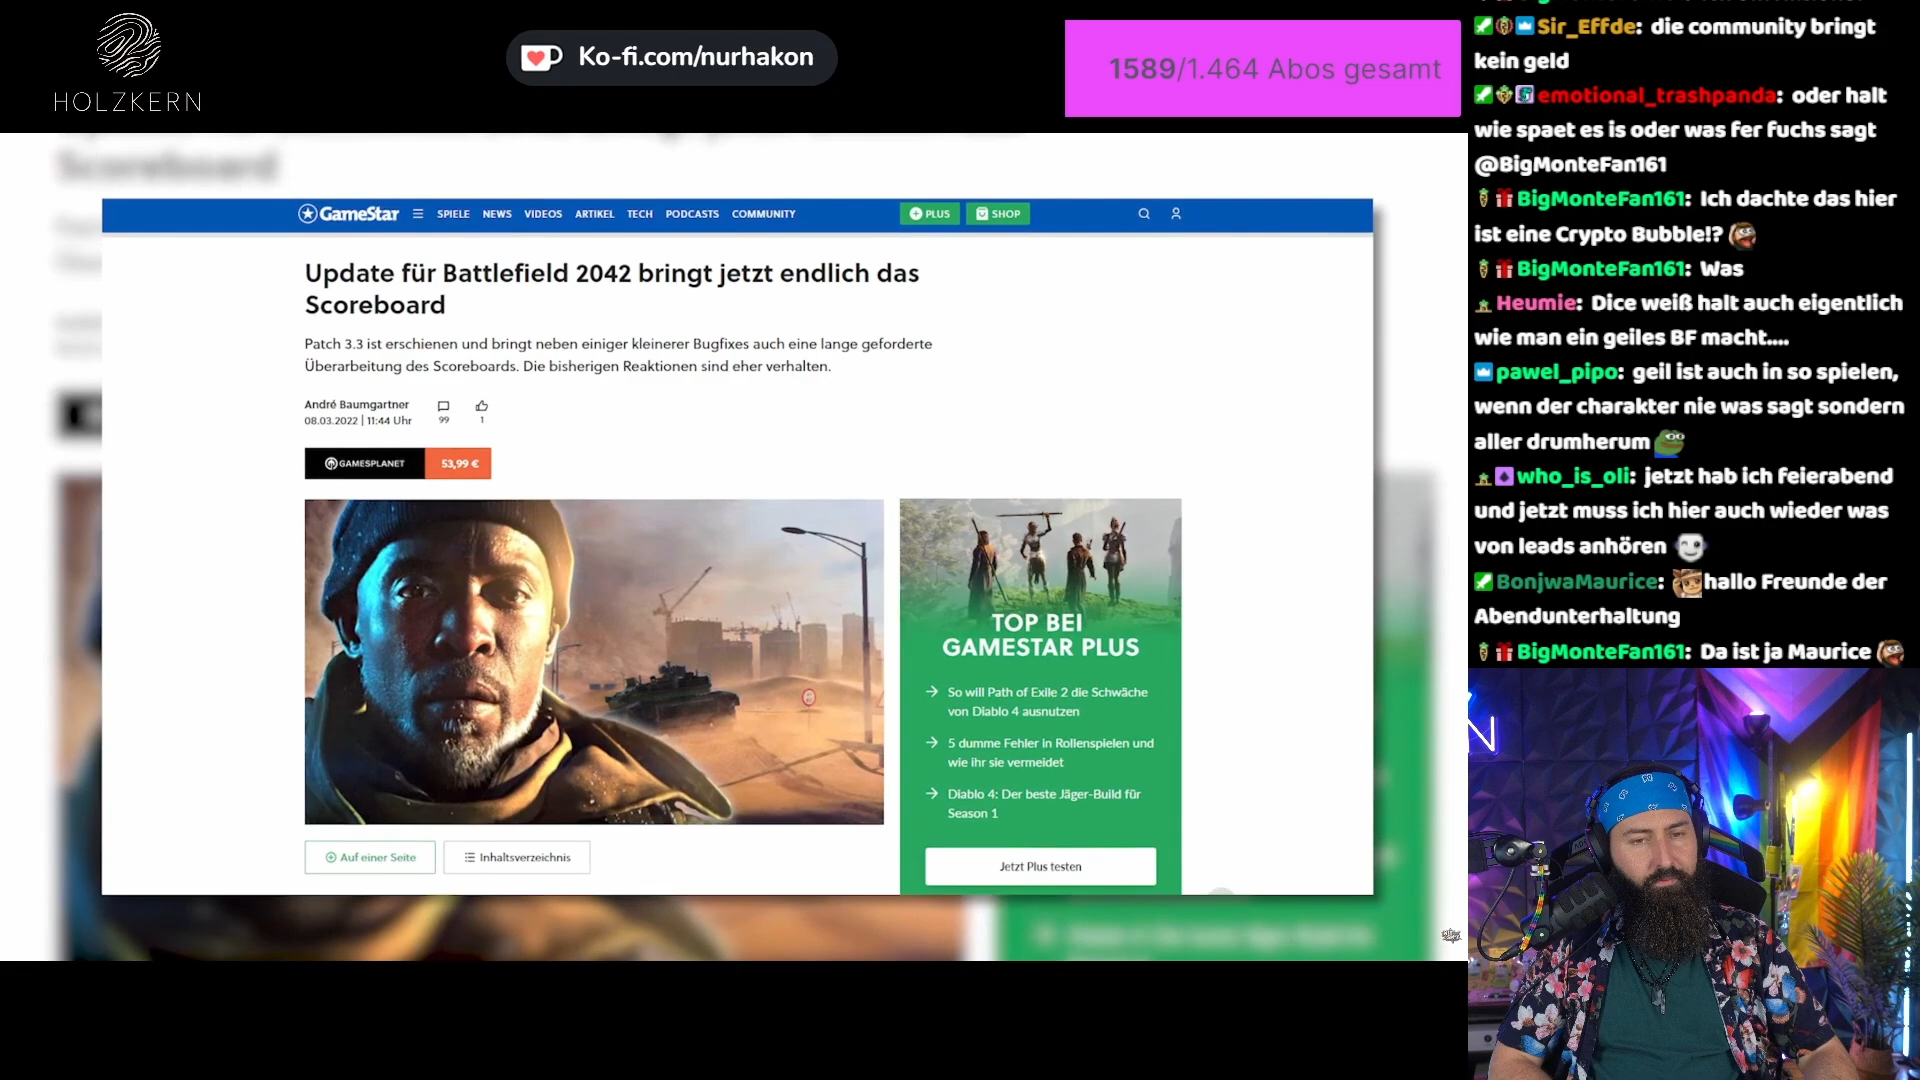 HOLZKERN
Ko-fi.com/nurhakon
1589/1.464 Abos gesamt
Scoreboard
GameStar
SPIELE NEWS VIDEOS ARTIKEL TECH PODCASTS COMMUNITY
PLUS
SHOP
Update für Battlefield 2042 bringt jetzt endlich das
Scoreboard
Patch 3.3 ist erschienen und bringt neben einiger kleinerer Bugfixes auch eine lange geforderte
Überarbeitung des Scoreboards. Die bisherigen Reaktionen sind eher verhalten.
André Baumgartner
08.03.2022 | 11:44 Uhr
99
1
GAMESPLANET
53,99 €
TOP BEI
GAMESTAR PLUS
So will Path of Exile 2 die Schwäche
von Diablo 4 ausnutzen
5 dumme Fehler in Rollenspielen und
wie ihr sie vermeidet
Diablo 4: Der beste Jäger-Build für
Season 1
Jetzt Plus testen
Auf einer Seite
Inhaltsverzeichnis
Sir_Effde: die community bringt
kein geld
emotional_trashpanda: oder halt
wie spaet es is oder was fer fuchs sagt
@BigMonteFan161
BigMonteFan161: Ich dachte das hier
ist eine Crypto Bubble!?
BigMonteFan161: Was
Heumie: Dice weiß halt auch eigentlich
wie man ein geiles BF macht....
pawel_pipo: geil ist auch in so spielen,
wenn der charakter nie was sagt sondern
aller drumherum
who_is_oli: jetzt hab ich feierabend
und jetzt muss ich hier auch wieder was
von leads anhören
BonjwaMaurice: hallo Freunde der
Abendunterhaltung
BigMonteFan161: Da ist ja Maurice
N